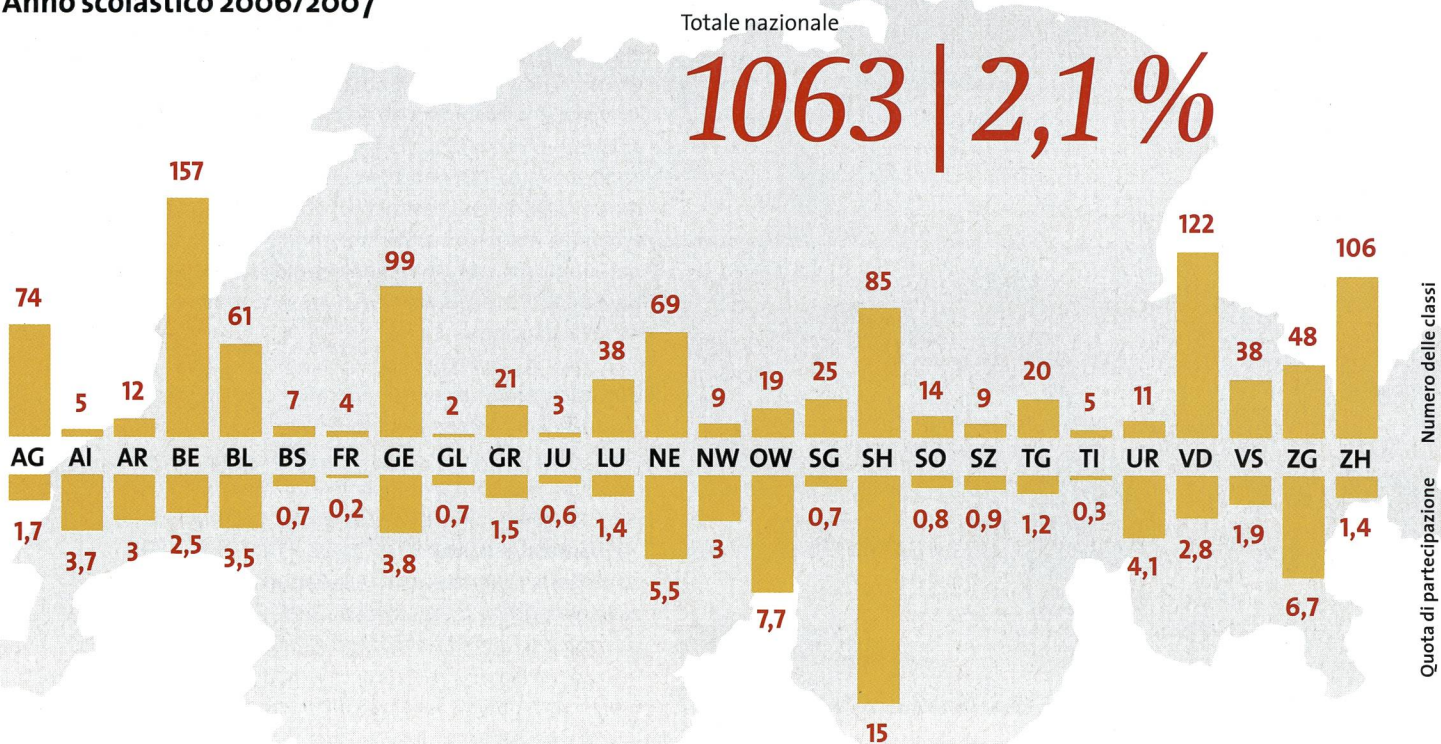 Anno scolastico 2006/2007
Totale nazionale
1063 | 2,1 %
74 5 12 157 61 7 4 99 2 21 3 38 69 9 19 25 85 14 9 20 5 11 122 38 48 106
Numero delle classi
AG AI AR BE BL BS FR GE GL GR JU LU NE NW OW SG SH SO SZ TG TI UR VD VS ZG ZH
1,7 3,7 3 2,5 3,5 0,7 0,2 3,8 0,7 1,5 0,6 1,4 5,5 3 7,7 0,7 15 0,8 0,9 1,2 0,3 4,1 2,8 1,9 6,7 1,4
Quota di partecipazione